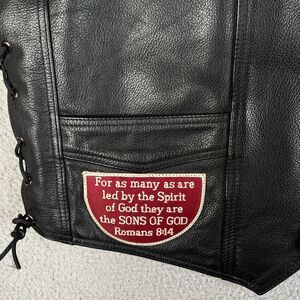 For as many as are
led by the Spirit
of God they are
the SONS OF GOD
Romans 8:14